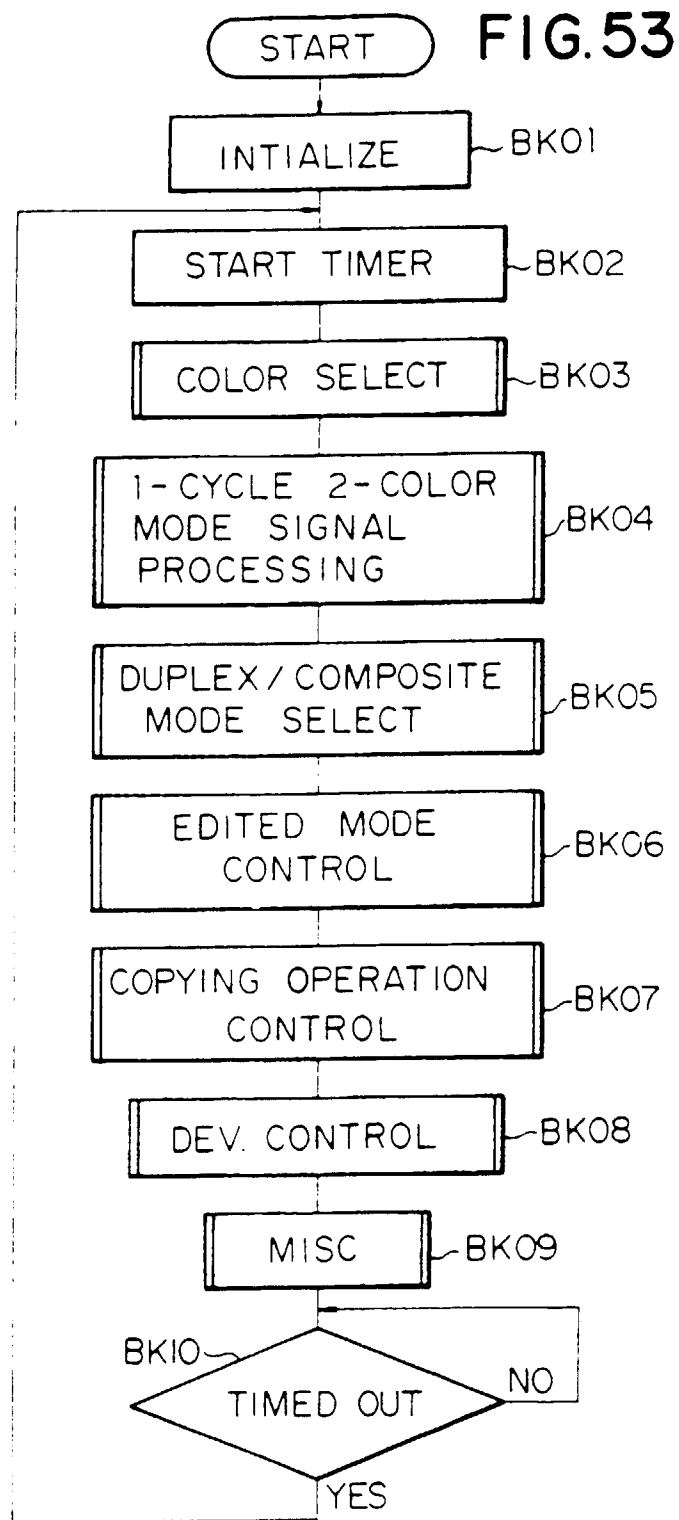 START
FIG.53
INTIALIZE
BK01
START TIMER
BK02
COLOR SELECT
BK03
1-CYCLE 2-COLOR
MODE SIGNAL
PROCESSING
BK04
DUPLEX/COMPOSITE
MODE SELECT
BK05
EDITED MODE
CONTROL
BK06
COPYING OPERATION
CONTROL
BK07
DEV. CONTROL
BK08
MISC
BK09
BK10
TIMED OUT
NO
YES